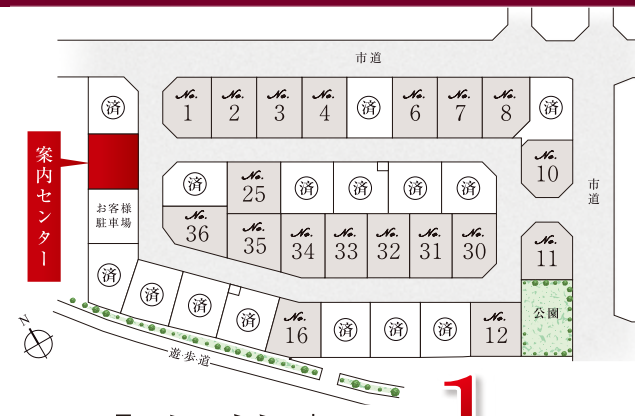 市道
済
No. 1
No. 2
No. 3
No. 4
済
No. 6
No. 7
No. 8
済
案内センター
No. 10
市道
済
No. 25
済
済
済
済
お客様
駐車場
No. 36
No. 35
No. 34
No. 33
No. 32
No. 31
No. 30
No. 11
済
済
済
済
No. 16
済
済
済
No. 12
公園
N
遊歩道
1